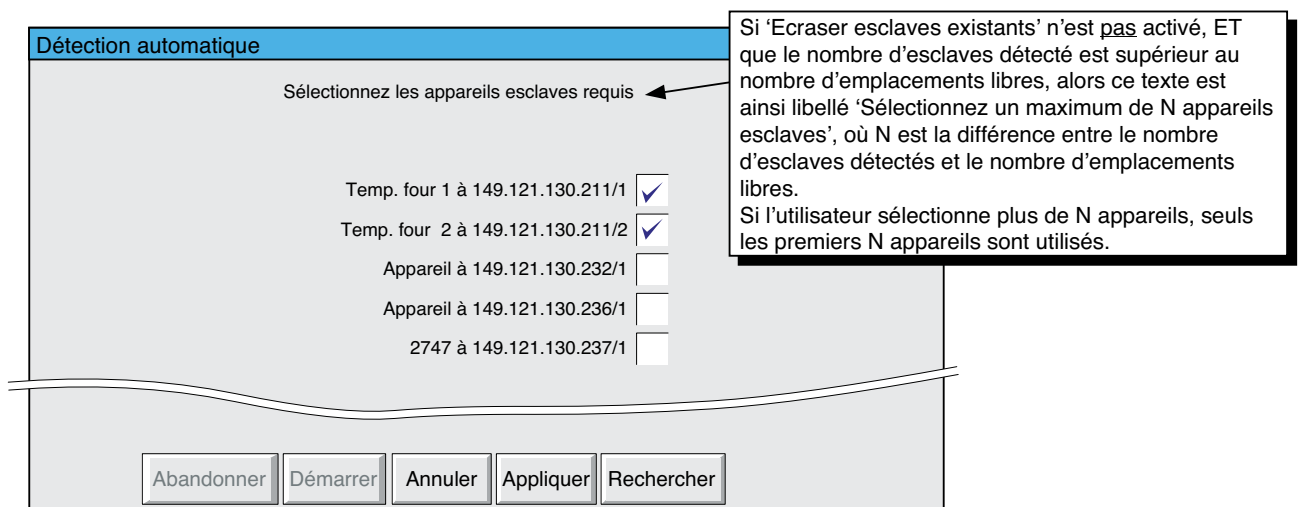 Détection automatique
Sélectionnez les appareils esclaves requis
Si ‘Ecraser esclaves existants’ n’est pas activé, ET
que le nombre d’esclaves détecté est supérieur au
nombre d’emplacements libres, alors ce texte est
ainsi libellé ‘Sélectionnez un maximum de N appareils
esclaves’, où N est la différence entre le nombre
d’esclaves détectés et le nombre d’emplacements
libres.
Si l’utilisateur sélectionne plus de N appareils, seuls
les premiers N appareils sont utilisés.
Temp. four 1 à 149.121.130.211/1
Temp. four 2 à 149.121.130.211/2
Appareil à 149.121.130.232/1
Appareil à 149.121.130.236/1
2747 à 149.121.130.237/1
Abandonner Démarrer Annuler Appliquer Rechercher